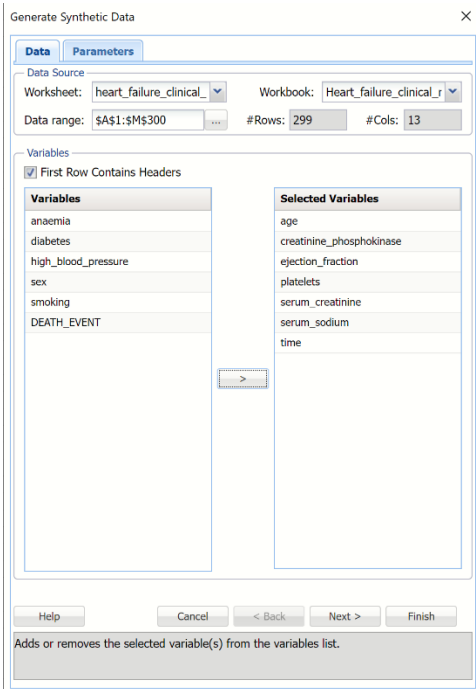 Generate Synthetic Data
Data Parameters
Data Source
Worksheet: heart_failure_clinical_ Workbook: Heart_failure_clinical_r
Data range: $A$1:$M$300 ... #Rows: 299 #Cols: 13
Variables
First Row Contains Headers
Variables Selected Variables
anaemia age
diabetes creatinine_phosphokinase
high_blood_pressure ejection_fraction
sex platelets
smoking serum_creatinine
DEATH_EVENT serum_sodium
time
>
Help Cancel < Back Next > Finish
Adds or removes the selected variable(s) from the variables list.